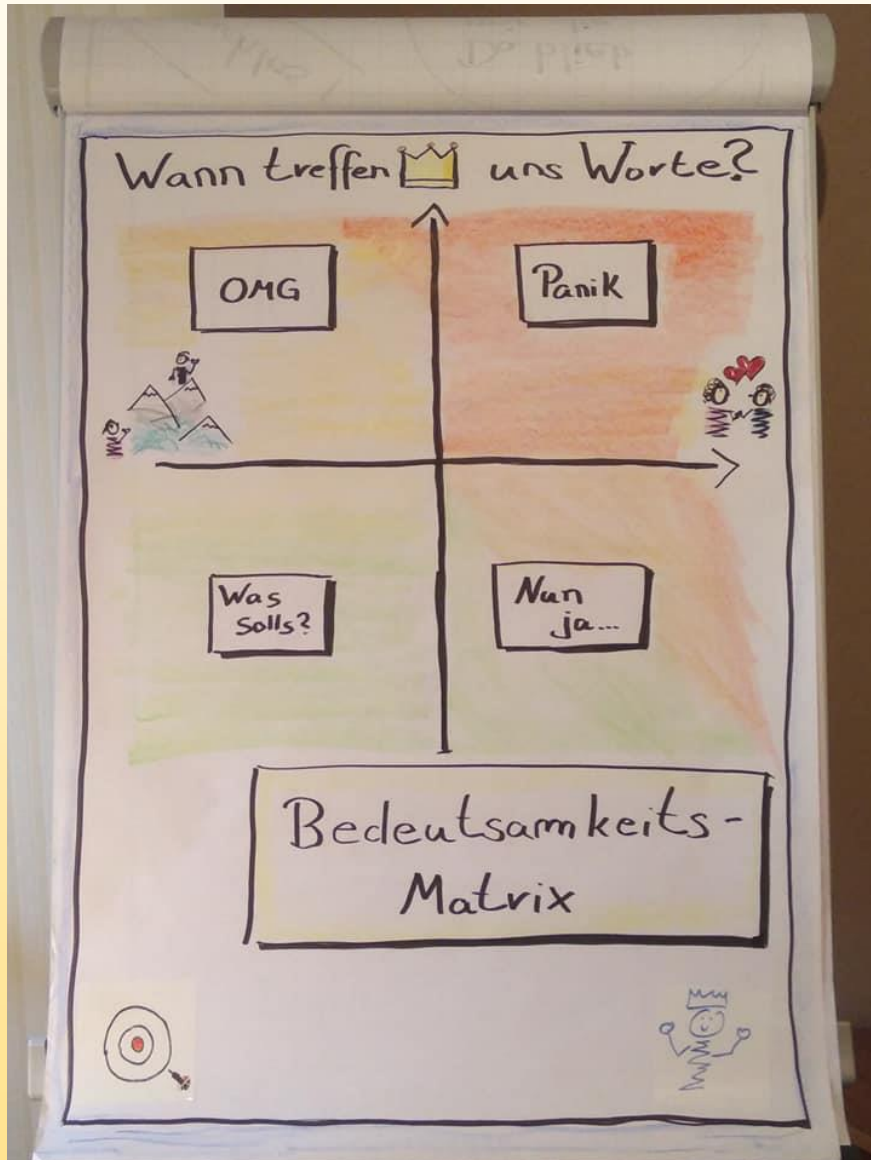 Wann treffen uns Worte?
OMG
Panik
Was
solls?
Nun
ja...
Bedeutsamkeits-
Matrix